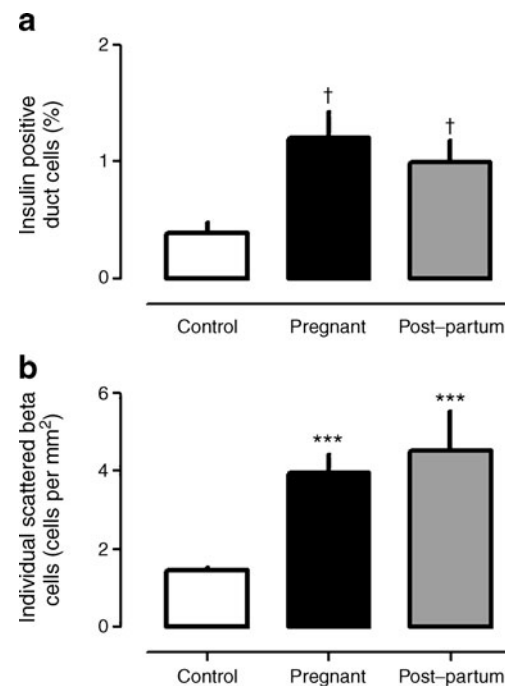 a
Insulin positive
duct cells (%)
2
1
0
†
†
Control Pregnant Post–partum
b
Individual scattered beta
cells (cells per mm²)
6
4
2
0
***
***
Control Pregnant Post–partum